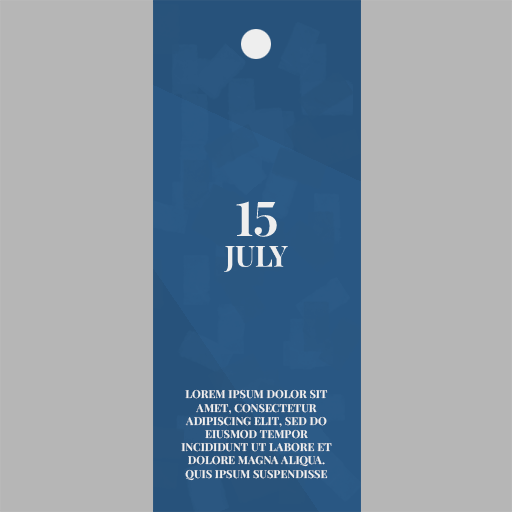 15
JULY
LOREM IPSUM DOLOR SIT
AMET, CONSECTETUR
ADIPISCING ELIT, SED DO
EIUSMOD TEMPOR
INCIDIDUNT UT LABORE ET
DOLORE MAGNA ALIQUA.
QUIS IPSUM SUSPENDISSE